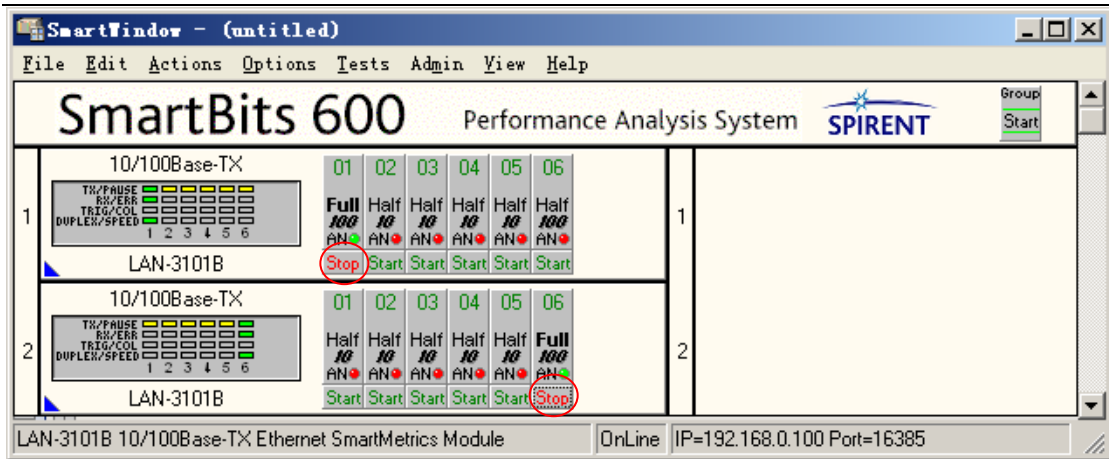 SmartWindow - (untitled)
File Edit Actions Options Tests Admin View Help
SmartBits 600 Performance Analysis System SPIRENT
Group
Start
1
10/100Base-TX
TX/PAUSE
RX/ERR
TRIG/COL
DUPLEX/SPEED
1 2 3 4 5 6
LAN-3101B
01 02 03 04 05 06
Full Half Half Half Half Half
100 10 10 10 10 100
AN AN AN AN AN AN
Stop Start Start Start Start Start
1
2
10/100Base-TX
TX/PAUSE
RX/ERR
TRIG/COL
DUPLEX/SPEED
1 2 3 4 5 6
LAN-3101B
01 02 03 04 05 06
Half Half Half Half Half Full
10 10 10 10 10 100
AN AN AN AN AN AN
Start Start Start Start Start Stop
2
LAN-3101B 10/100Base-TX Ethernet SmartMetrics Module OnLine IP=192.168.0.100 Port=16385